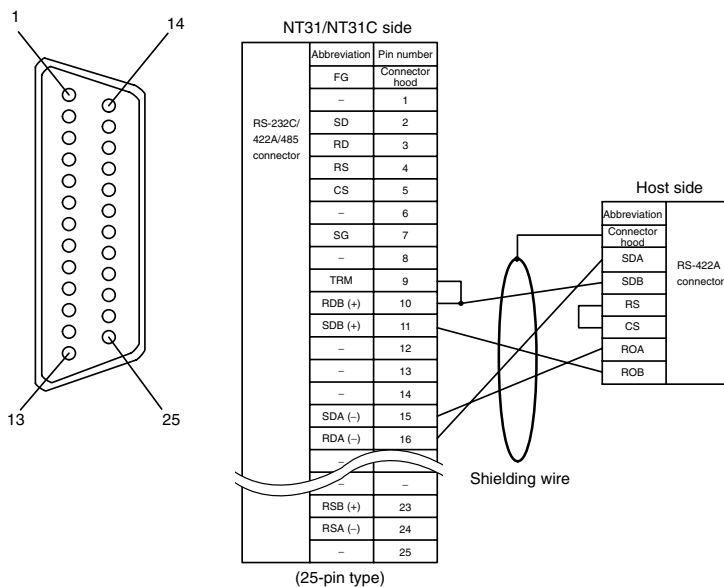 1
14
13
25
NT31/NT31C side
Abbreviation Pin number
FG Connector hood
– 1
RS-232C/
422A/485
connector
SD 2
RD 3
RS 4
CS 5
– 6
SG 7
– 8
TRM 9
RDB (+) 10
SDB (+) 11
– 12
– 13
– 14
SDA (–) 15
RDA (–) 16
–
– –
RSB (+) 23
RSA (–) 24
– 25
(25-pin type)
Shielding wire
Host side
Abbreviation
Connector
hood
SDA
SDB
RS
CS
ROA
ROB
RS-422A
connector